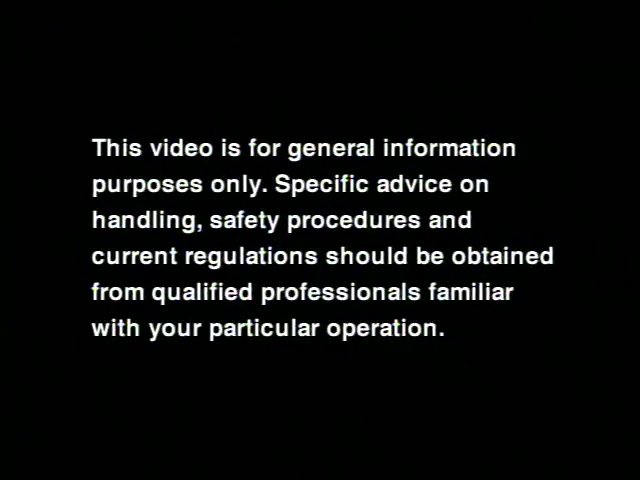 This video is for general information
purposes only. Specific advice on
handling, safety procedures and
current regulations should be obtained
from qualified professionals familiar
with your particular operation.